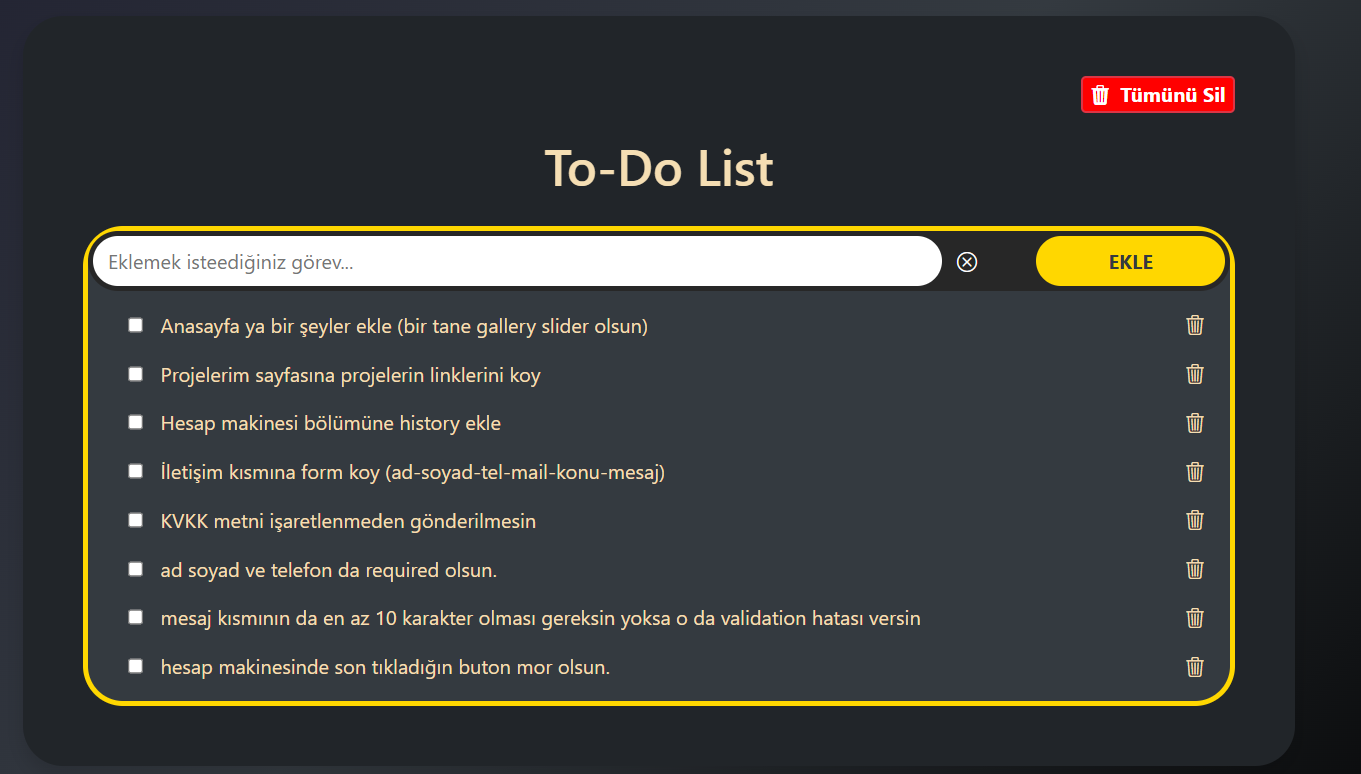 Tümünü Sil
To-Do List
Eklemek isteediğiniz görev...
EKLE
Anasayfa ya bir şeyler ekle (bir tane gallery slider olsun)
Projelerim sayfasına projelerin linklerini koy
Hesap makinesi bölümüne history ekle
İletişim kısmına form koy (ad-soyad-tel-mail-konu-mesaj)
KVKK metni işaretlenmeden gönderilmesin
ad soyad ve telefon da required olsun.
mesaj kısmının da en az 10 karakter olması gereksin yoksa o da validation hatası versin
hesap makinesinde son tıkladığın buton mor olsun.